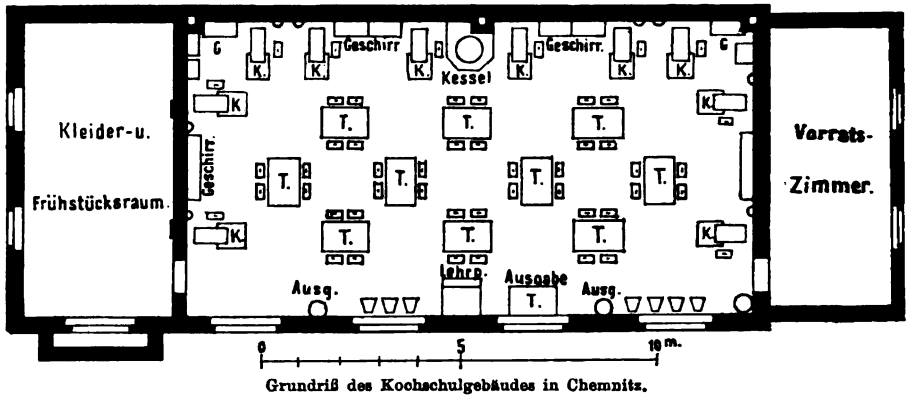 G
Geschirr
Geschirr.
G
K.
K.
K.
Kessel
K.
K.
K.
K
K.
Kleider-u.
Frühstücksraum.
Geschirr.
T.
T.
T.
T.
T.
T.
T.
Vorrats-
Zimmer.
K.
T.
T.
T.
K.
Ausg.
Lehrp.
Ausgabe
T.
Ausg.
0
5
10 m.
Grundriß des Kochschulgebäudes in Chemnitz.